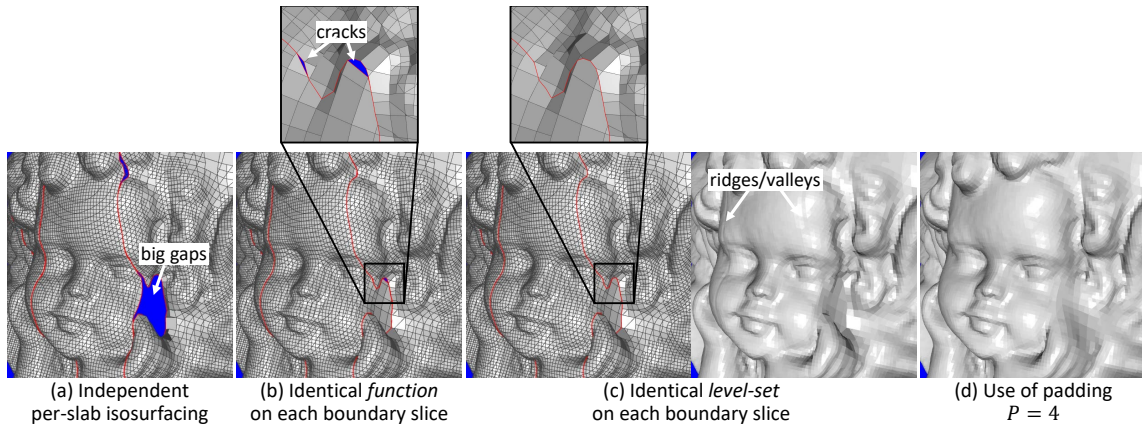 cracks
big gaps
ridges/valleys
(a) Independent
per-slab isosurfacing
(b) Identical function
on each boundary slice
(c) Identical level-set
on each boundary slice
(d) Use of padding
P = 4